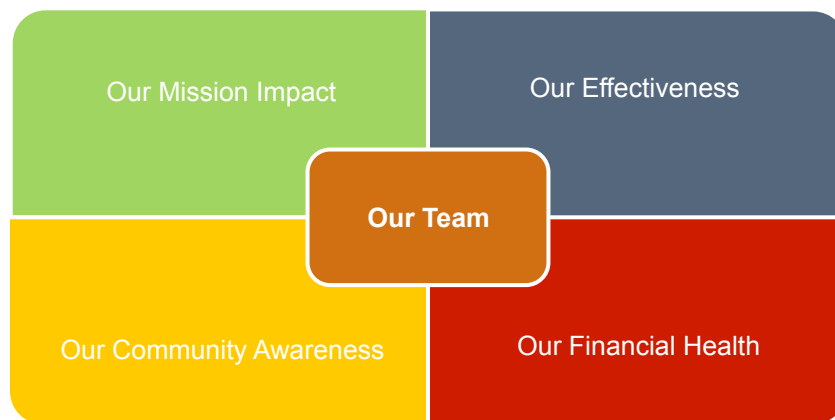 Our Mission Impact
Our Effectiveness
Our Team
Our Community Awareness
Our Financial Health